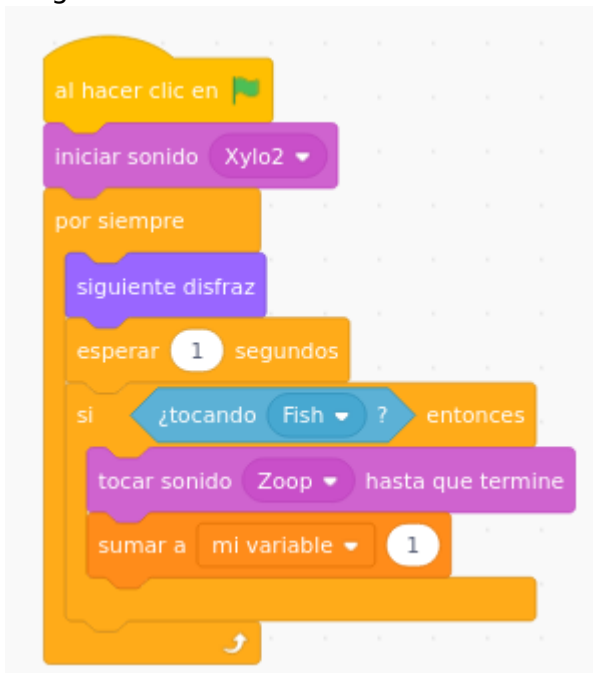 al hacer clic en
iniciar sonido Xylo2
por siempre
siguiente disfraz
esperar 1 segundos
si ¿tocando Fish ? entonces
tocar sonido Zoop hasta que termine
sumar a mi variable 1